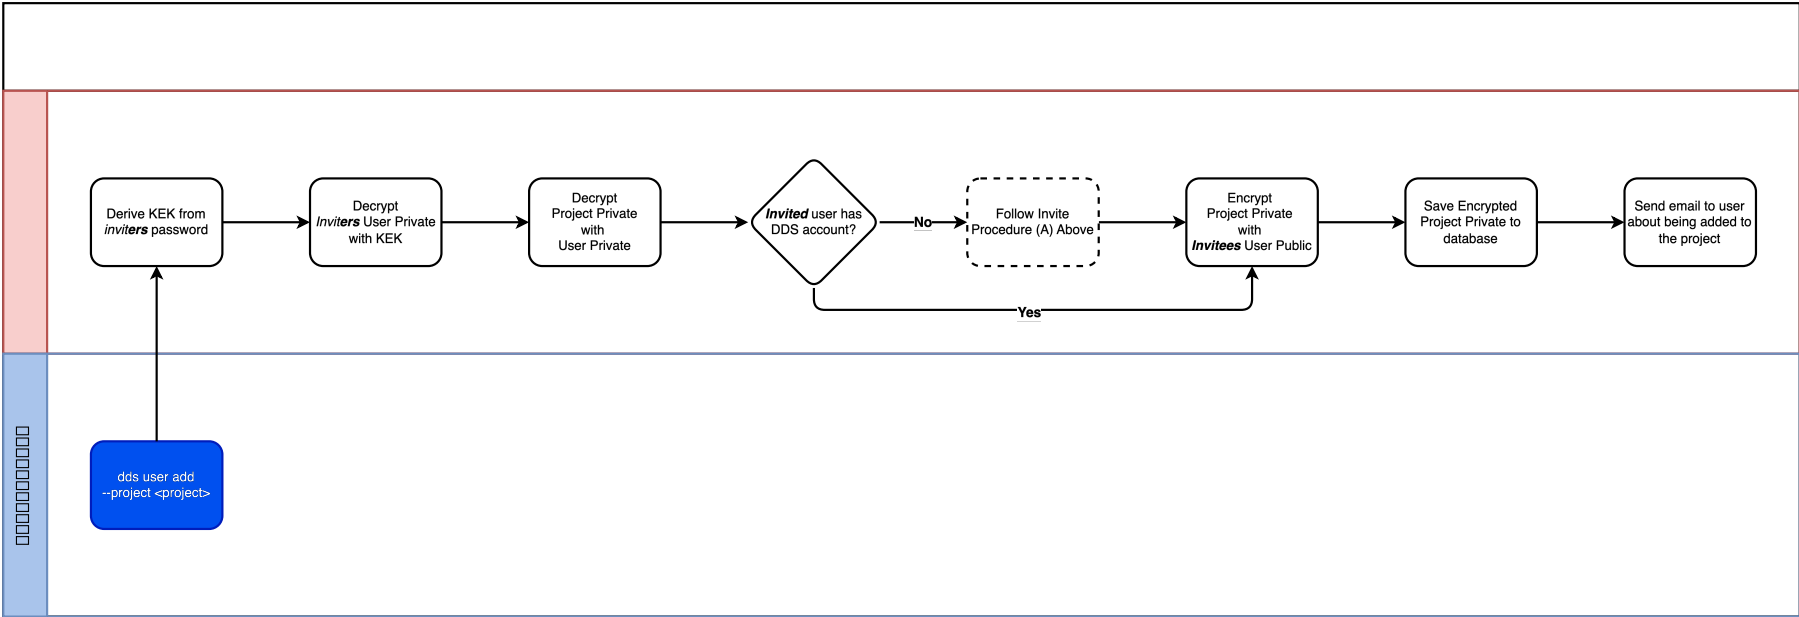 Derive KEK from
inviters password
Decrypt
Inviters User Private
with KEK
Decrypt
Project Private
with
User Private
Invited user has
DDS account?
No
Follow Invite
Procedure (A) Above
Encrypt
Project Private
with
Invitees User Public
Save Encrypted
Project Private to
database
Send email to user
about being added to
the project
Yes
dds user add
--project <project>